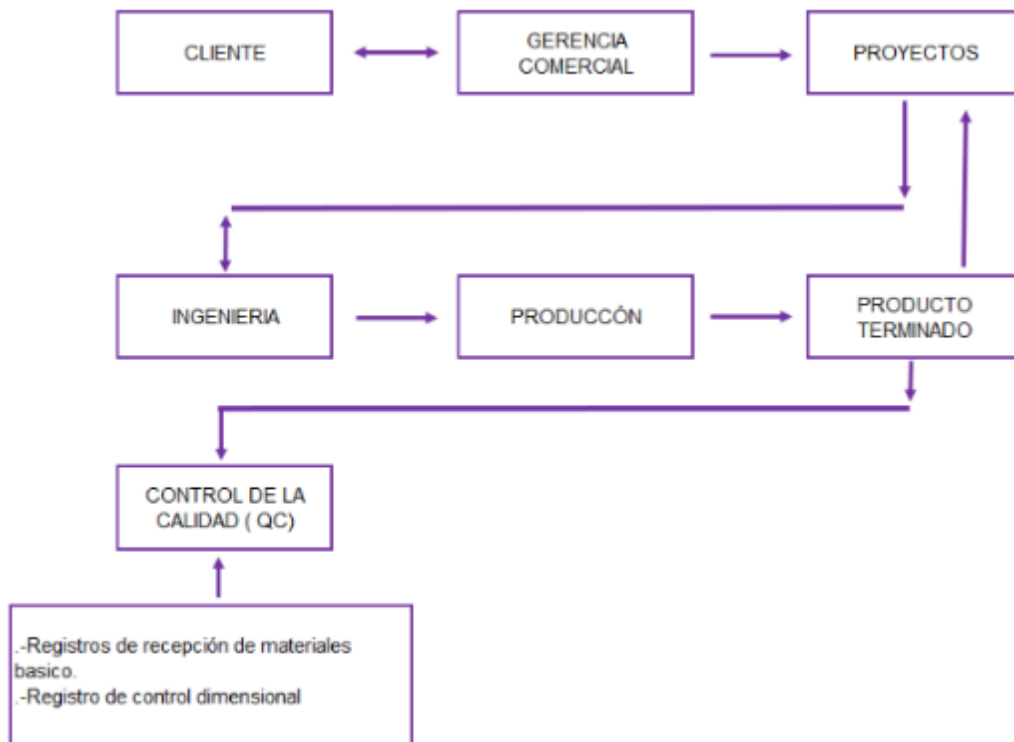 CLIENTE
GERENCIA
COMERCIAL
PROYECTOS
INGENIERIA
PRODUCCÓN
PRODUCTO
TERMINADO
CONTROL DE LA
CALIDAD ( QC)
.-Registros de recepción de materiales
basico.
.-Registro de control dimensional